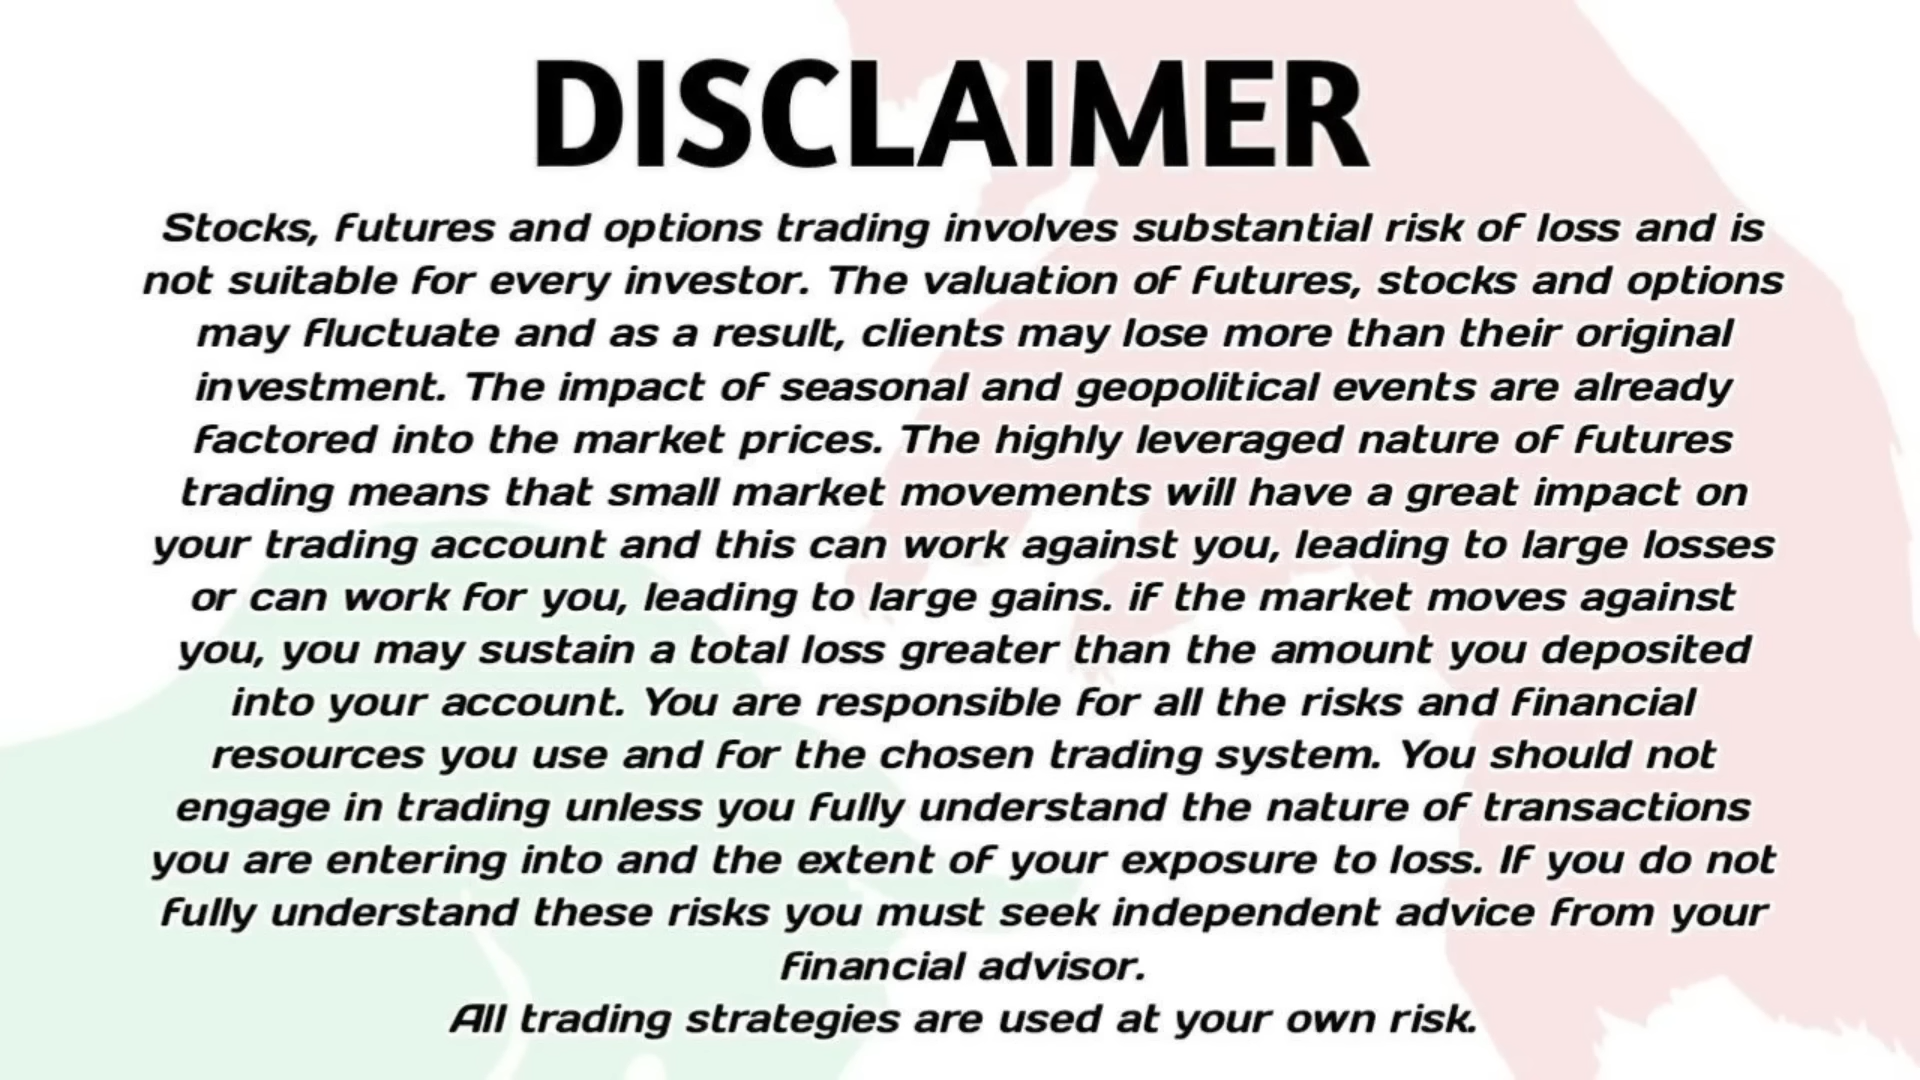 DISCLAIMER
Stocks, futures and options trading involves substantial risk of loss and is
not suitable for every investor. The valuation of futures, stocks and options
may fluctuate and as a result, clients may lose more than their original
investment. The impact of seasonal and geopolitical events are already
factored into the market prices. The highly leveraged nature of futures
trading means that small market movements will have a great impact on
your trading account and this can work against you, leading to large losses
or can work for you, leading to large gains. if the market moves against
you, you may sustain a total loss greater than the amount you deposited
into your account. You are responsible for all the risks and financial
resources you use and for the chosen trading system. You should not
engage in trading unless you fully understand the nature of transactions
you are entering into and the extent of your exposure to loss. If you do not
fully understand these risks you must seek independent advice from your
financial advisor.
All trading strategies are used at your own risk.